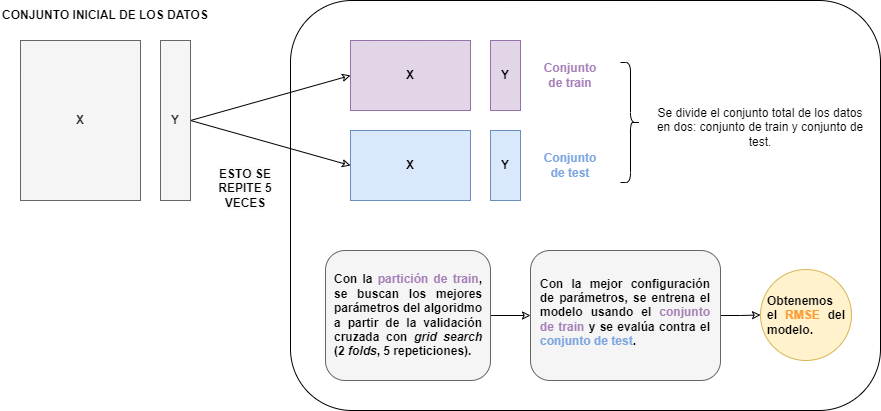 CONJUNTO INICIAL DE LOS DATOS
X
Y
ESTO SE
REPITE 5
VECES
X
Y
Conjunto
de train
X
Y
Conjunto
de test
Se divide el conjunto total de los datos
en dos: conjunto de train y conjunto de
test.
Con la partición de train,
se buscan los mejores
parámetros del algoridmo
a partir de la validación
cruzada con grid search
(2 folds, 5 repeticiones).
Con la mejor configuración
de parámetros, se entrena el
modelo usando el conjunto
de train y se evalúa contra el
conjunto de test.
Obtenemos
el RMSE del
modelo.